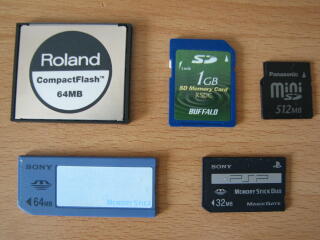 Roland
CompactFlash™
64MB
SD
Lock
1GB
SD Memory Card
BUFFALO
Panasonic
mini
SD
512MB
SONY
64MB
MEMORY STICK
SONY
PSP
MEMORY STICK DUO
32MB
MAGICGATE